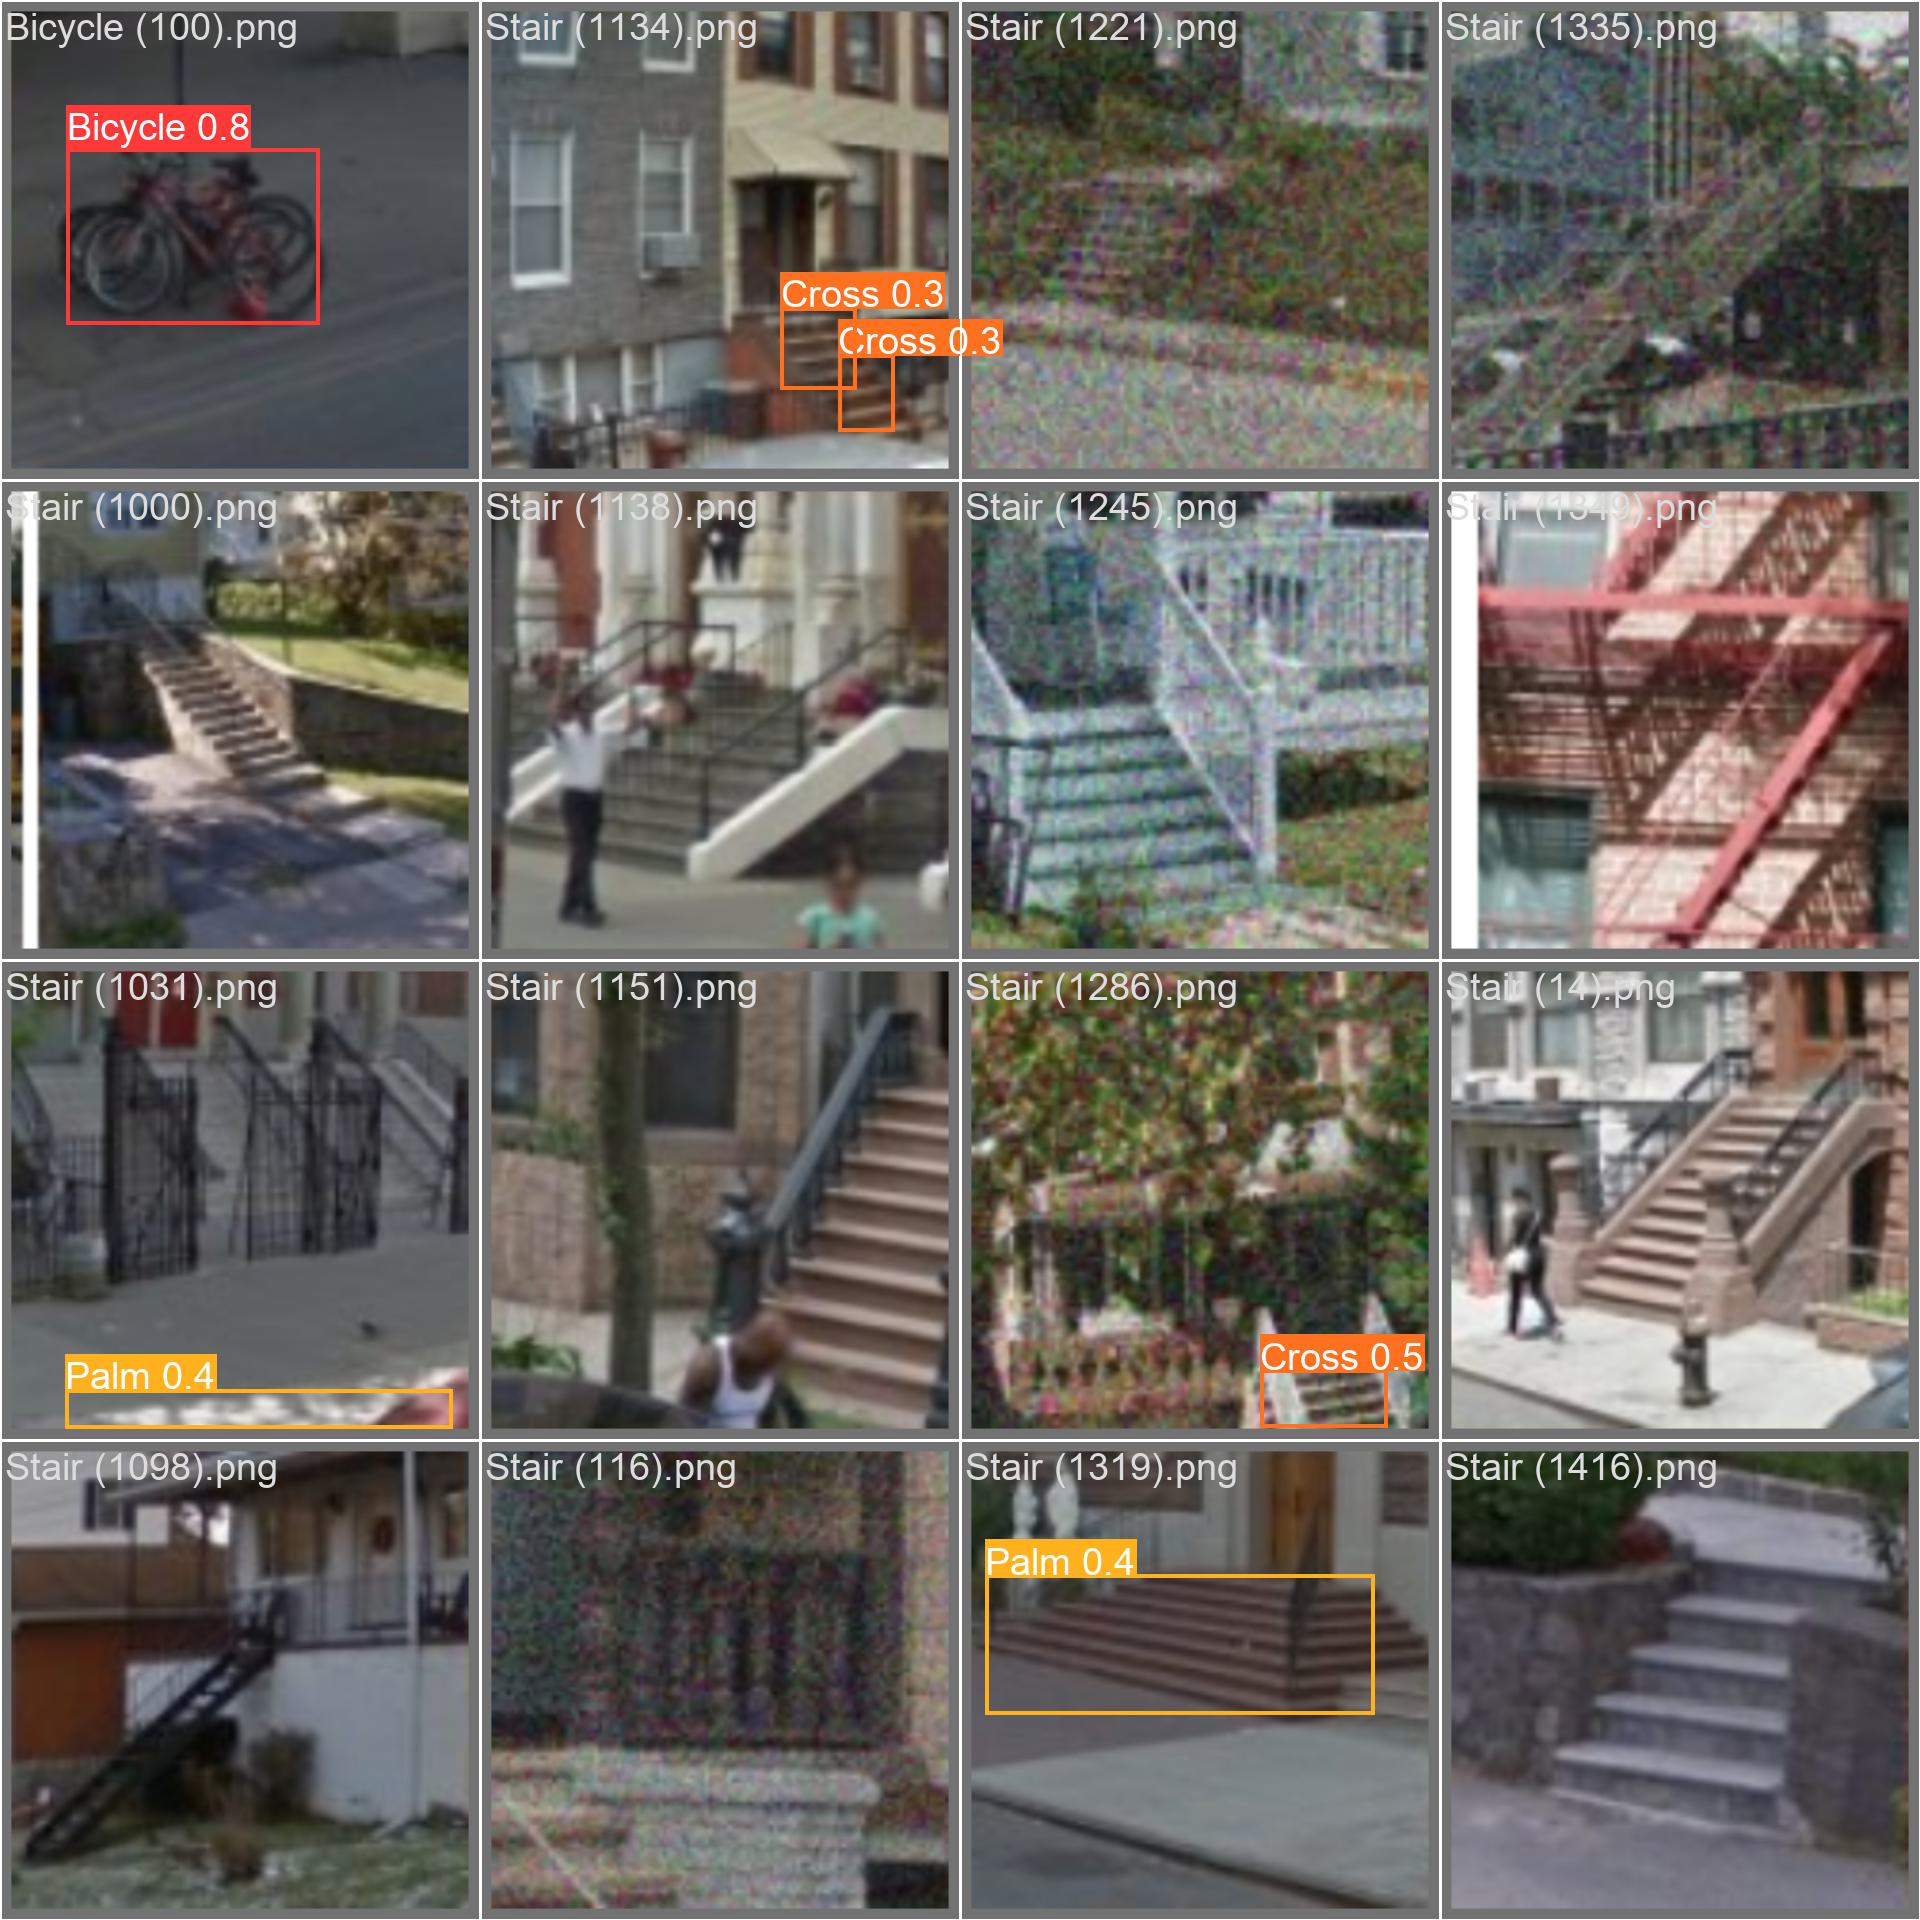 Bicycle (100).png
Stair (1134).png
Stair (1221).png
Stair (1335).png
Bicycle 0.8
Cross 0.3
Cross 0.3
Stair (1000).png
Stair (1138).png
Stair (1245).png
Stair (1349).png
Stair (1031).png
Stair (1151).png
Stair (1286).png
Stair (14).png
Palm 0.4
Cross 0.5
Stair (1098).png
Stair (116).png
Stair (1319).png
Stair (1416).png
Palm 0.4